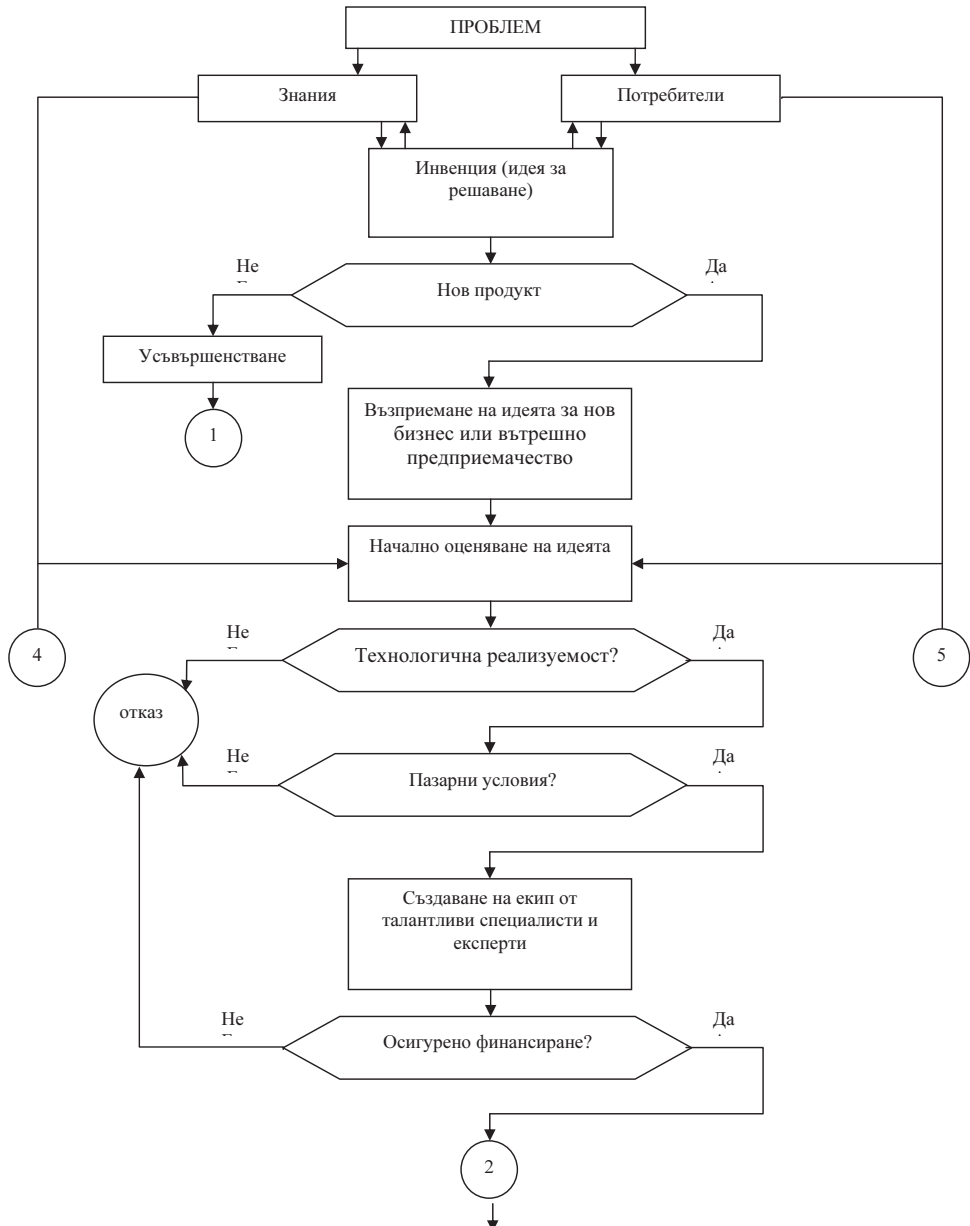 ПРОБЛЕМ
Знания
Потребители
Инвенция (идея за
решаване)
Не
Да
Нов продукт
Усъвършенстване
1
Възприемане на идеята за нов
бизнес или вътрешно
предприемачество
Начално оценяване на идеята
4
Не
Да
5
Технологична реализуемост?
отказ
Не
Да
Пазарни условия?
Създаване на екип от
талантливи специалисти и
експерти
Не
Да
Осигурено финансиране?
2